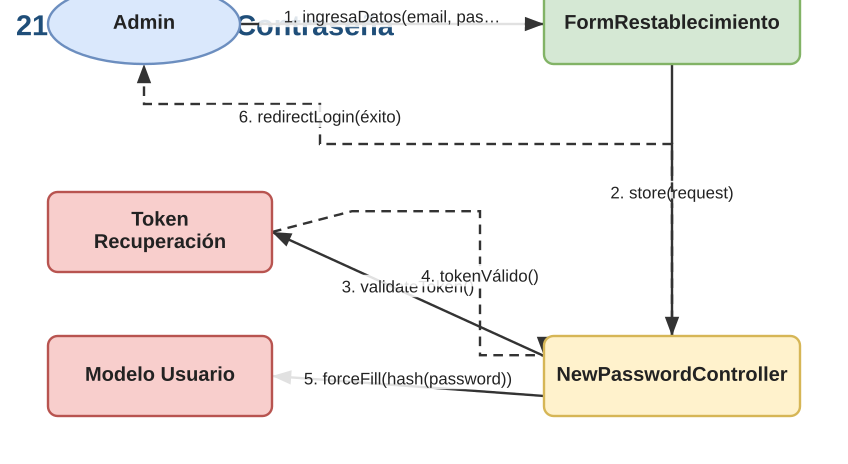 21
Contraseña
Admin
1. ingresaDatos(email, pas…
FormRestablecimiento
6. redirectLogin(éxito)
2. store(request)
Token
Recuperación
4. tokenVálido()
3. validateToken()
Modelo Usuario
5. forceFill(hash(password))
NewPasswordController